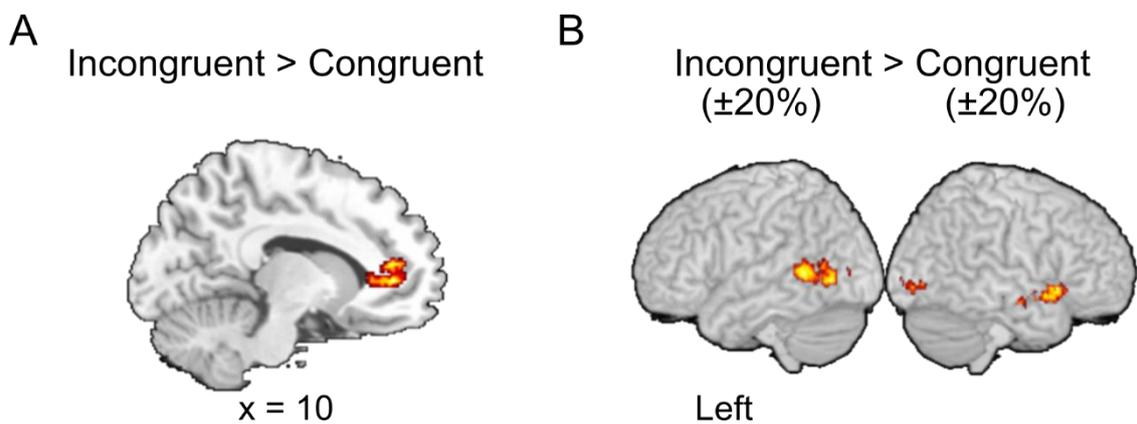 A
Incongruent > Congruent
x = 10
B
Incongruent > Congruent
(±20%) (±20%)
Left